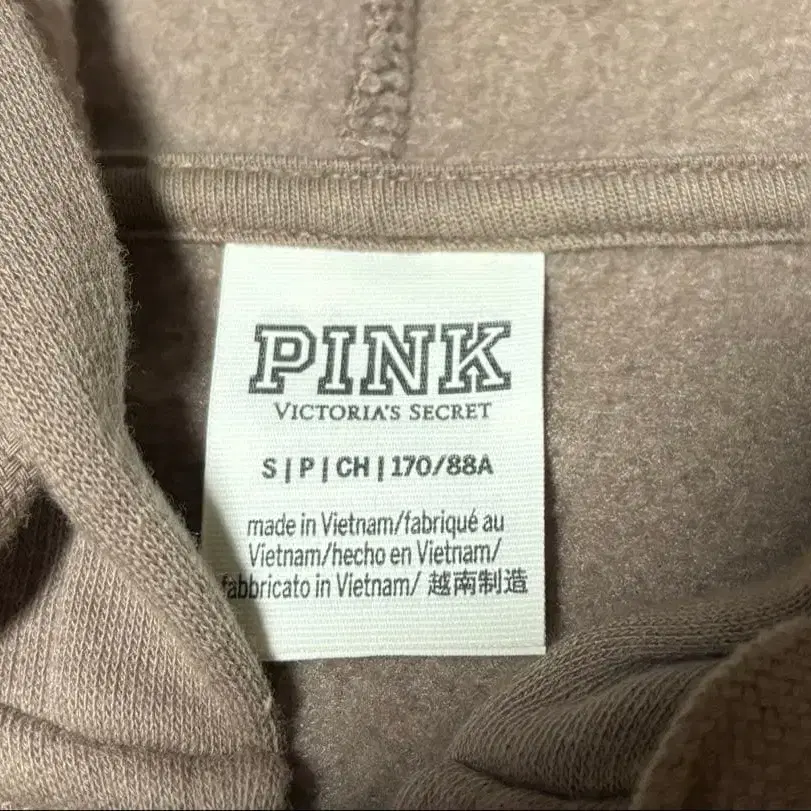 PINK
VICTORIA'S SECRET
S | P | CH | 170/88A
made in Vietnam/fabriqué au
Vietnam/hecho en Vietnam/
fabbricato in Vietnam/ 越南制造